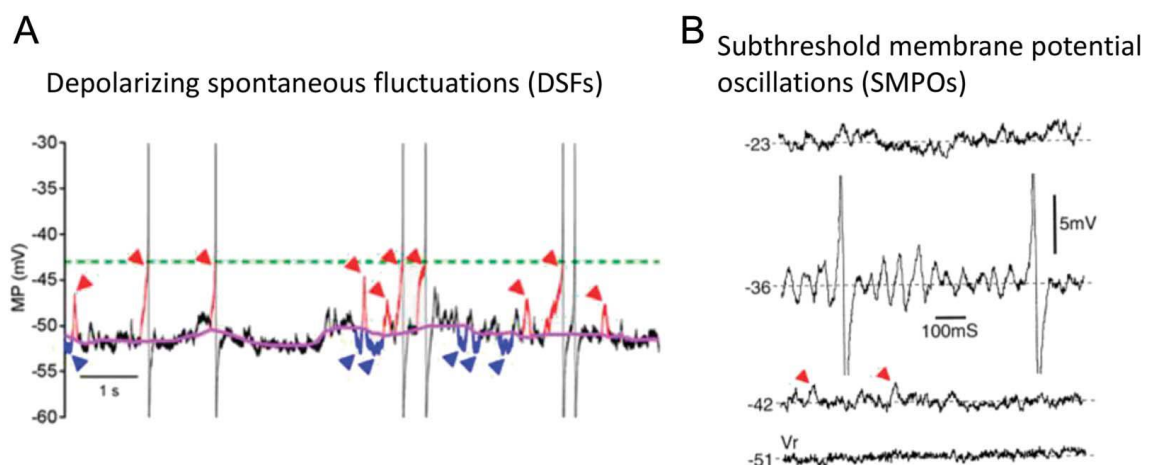 A
Depolarizing spontaneous fluctuations (DSFs)
-30
-35
-40
-45
-50
-55
-60
MP (mV)
1 s
B
Subthreshold membrane potential
oscillations (SMPOs)
-23
5mV
-36
100mS
-42
Vr
-51